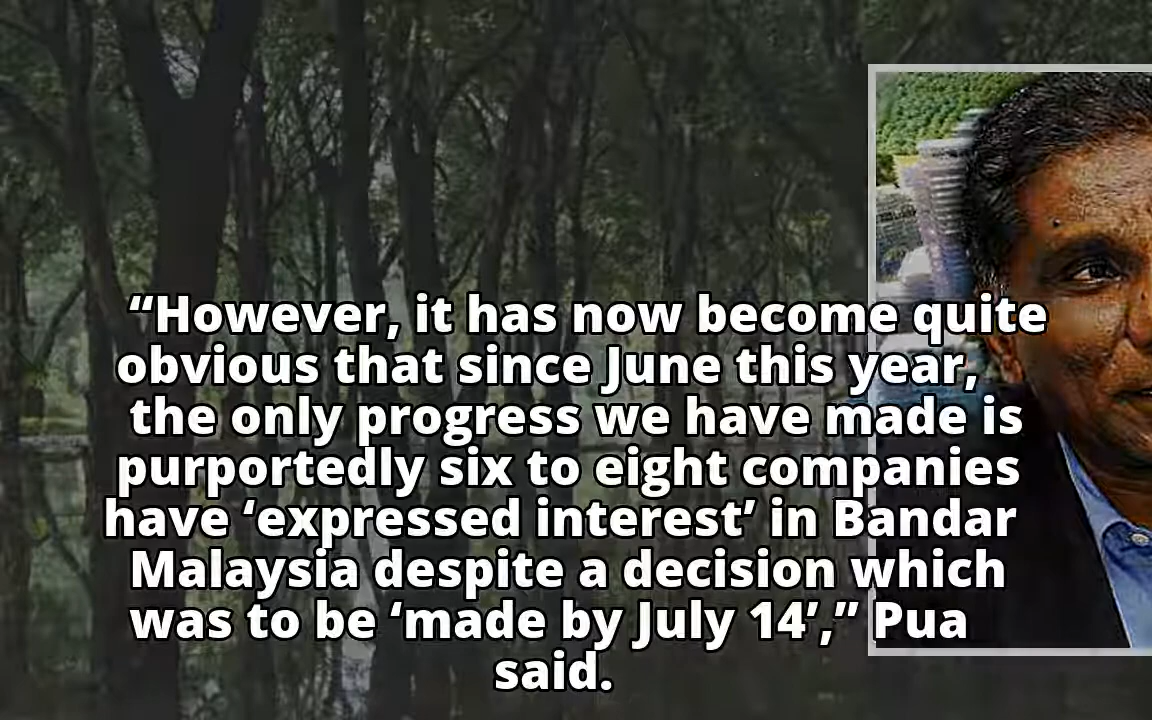 “However, it has now become quite
obvious that since June this year,
the only progress we have made is
purportedly six to eight companies
have ‘expressed interest’ in Bandar
Malaysia despite a decision which
was to be ‘made by July 14’,” Pua
said.